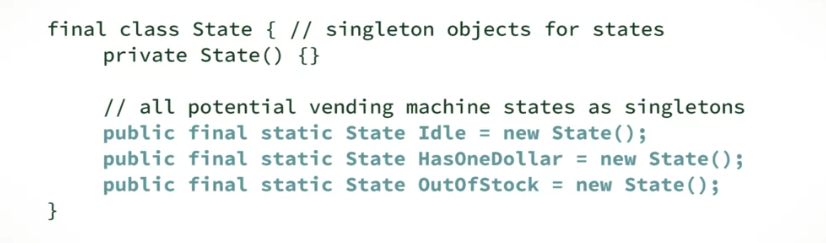 final class State { // singleton objects for states
private State() {}
// all potential vending machine states as singletons
public final static State Idle = new State();
public final static State HasOneDollar = new State();
public final static State OutOfStock = new State();
}